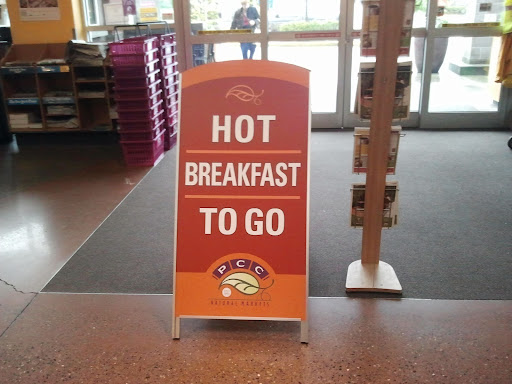 HOT
BREAKFAST
TO GO
PCC
NATURAL MARKETS